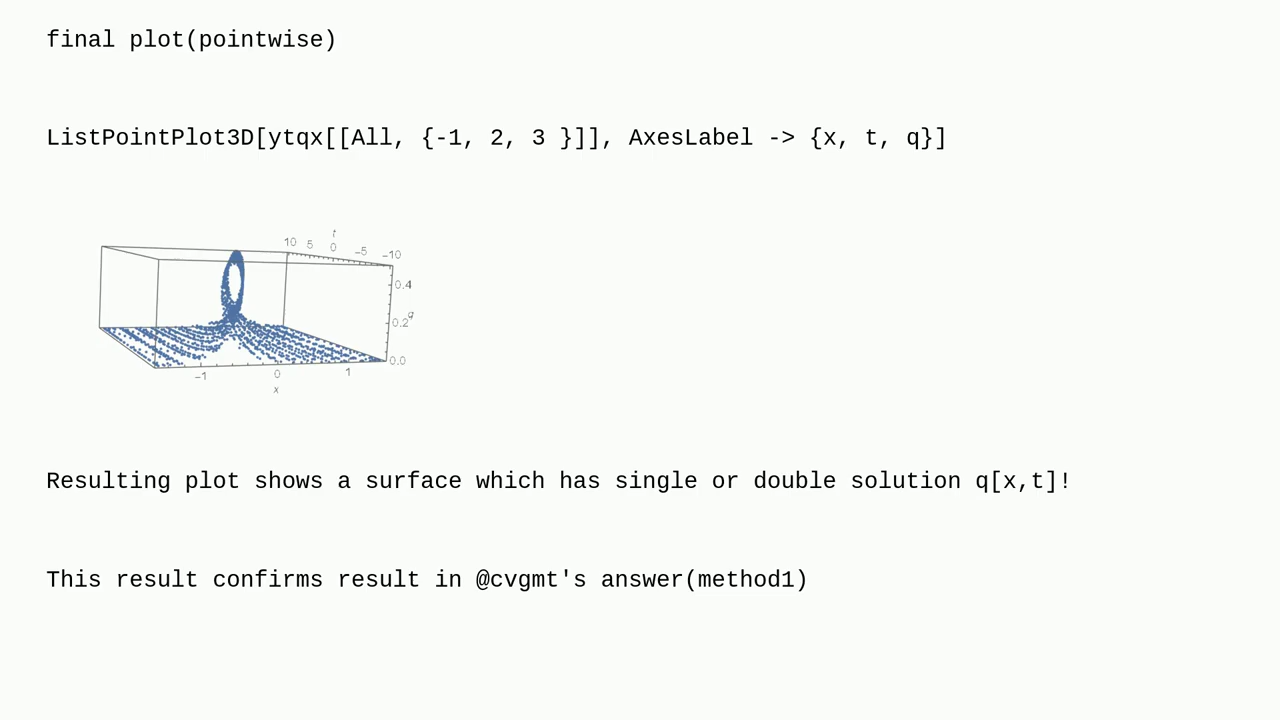 final plot(pointwise)
ListPointPlot3D[ytqx[[All, {-1, 2, 3 }]], AxesLabel -> {x, t, q}]
t
10 5 0 -5 -10
0.4
q
0.2
0.0
-1 0 1
x
Resulting plot shows a surface which has single or double solution q[x,t]!
This result confirms result in @cvgmt's answer(method1)